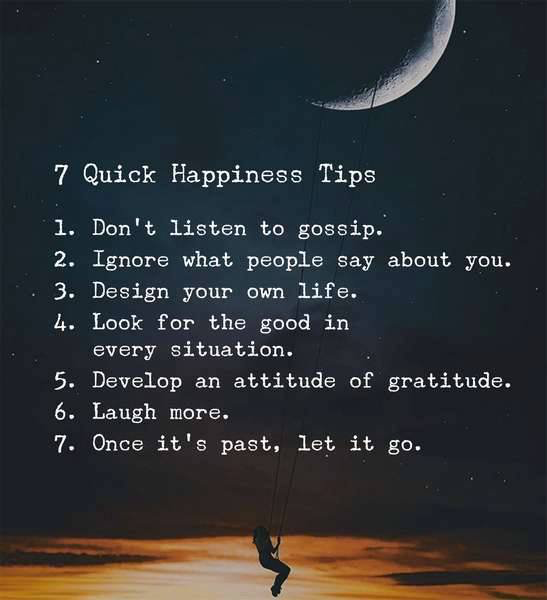 7 Quick Happiness Tips
1. Don't listen to gossip.
2. Ignore what people say about you.
3. Design your own life.
4. Look for the good in
every situation.
5. Develop an attitude of gratitude.
6. Laugh more.
7. Once it's past, let it go.